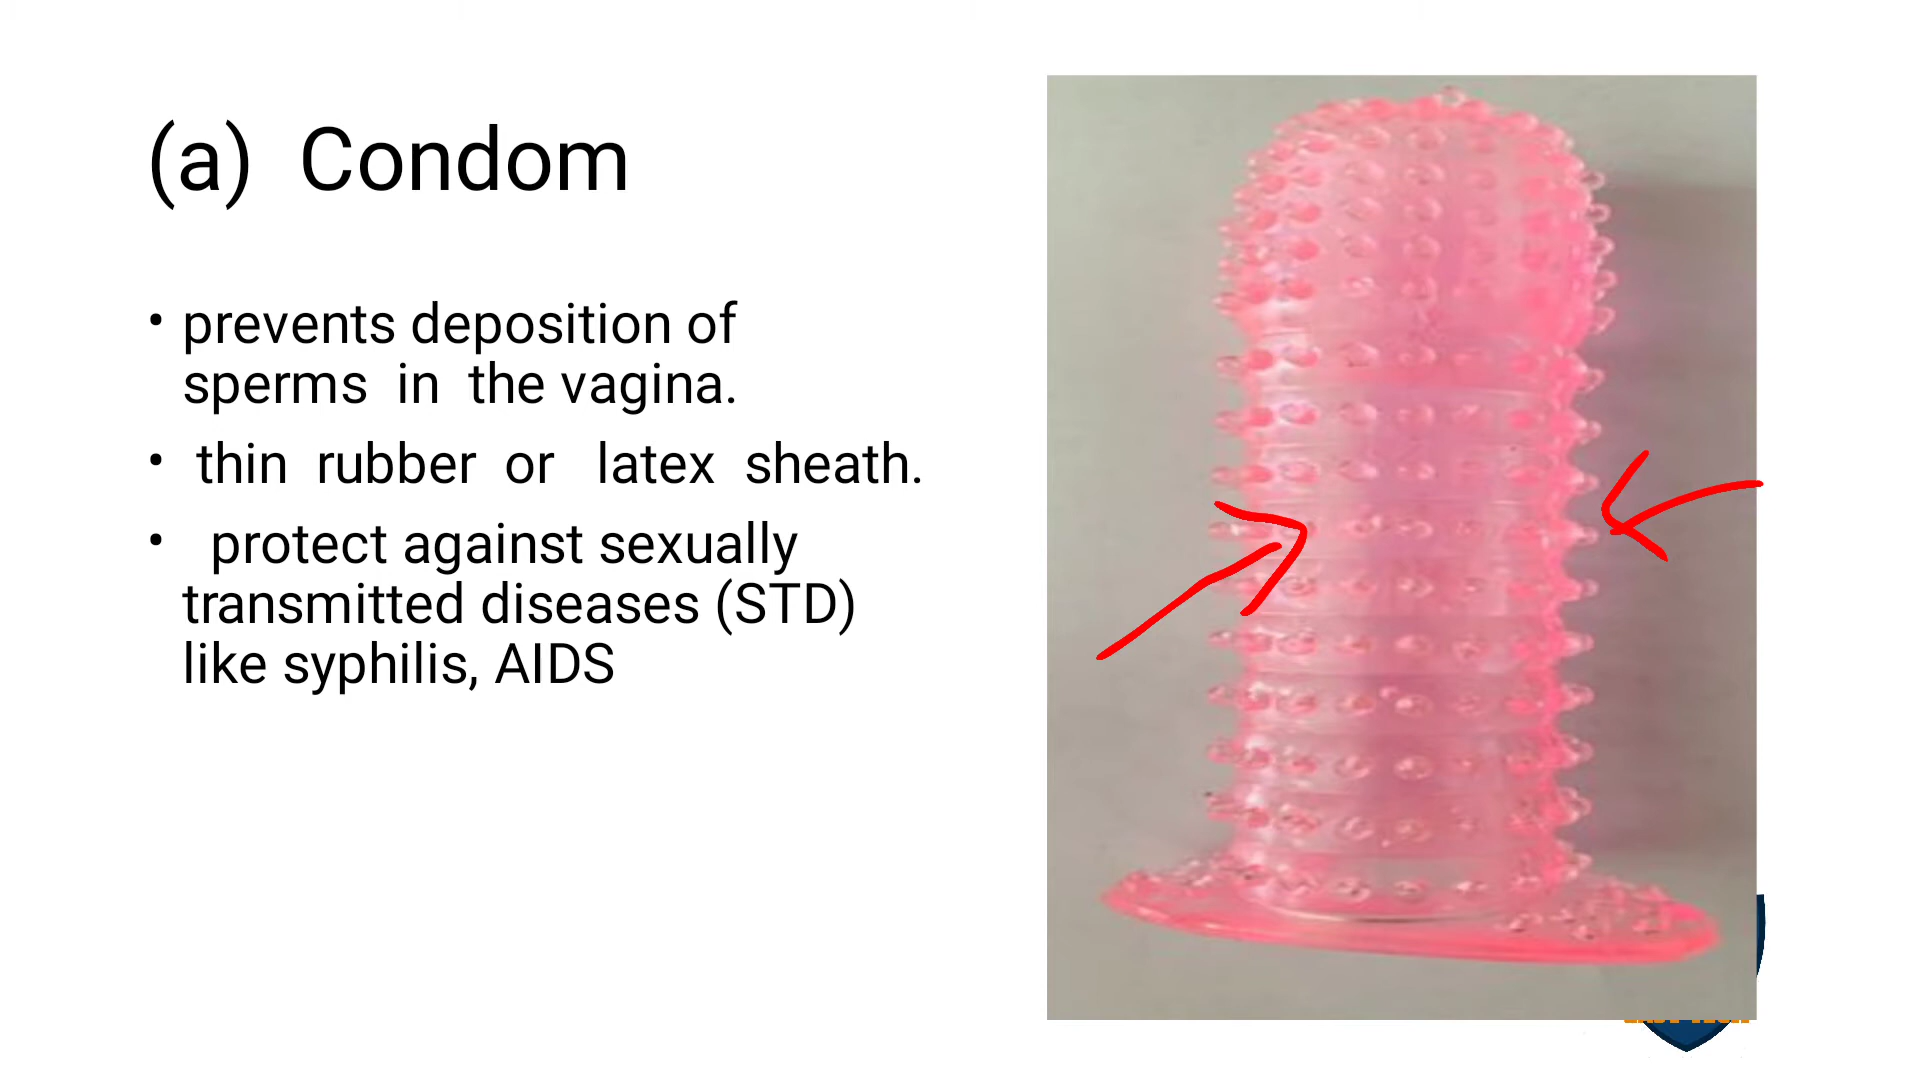 (a) Condom
• prevents deposition of
sperms in the vagina.
• thin rubber or latex sheath.
• protect against sexually
transmitted diseases (STD)
like syphilis, AIDS